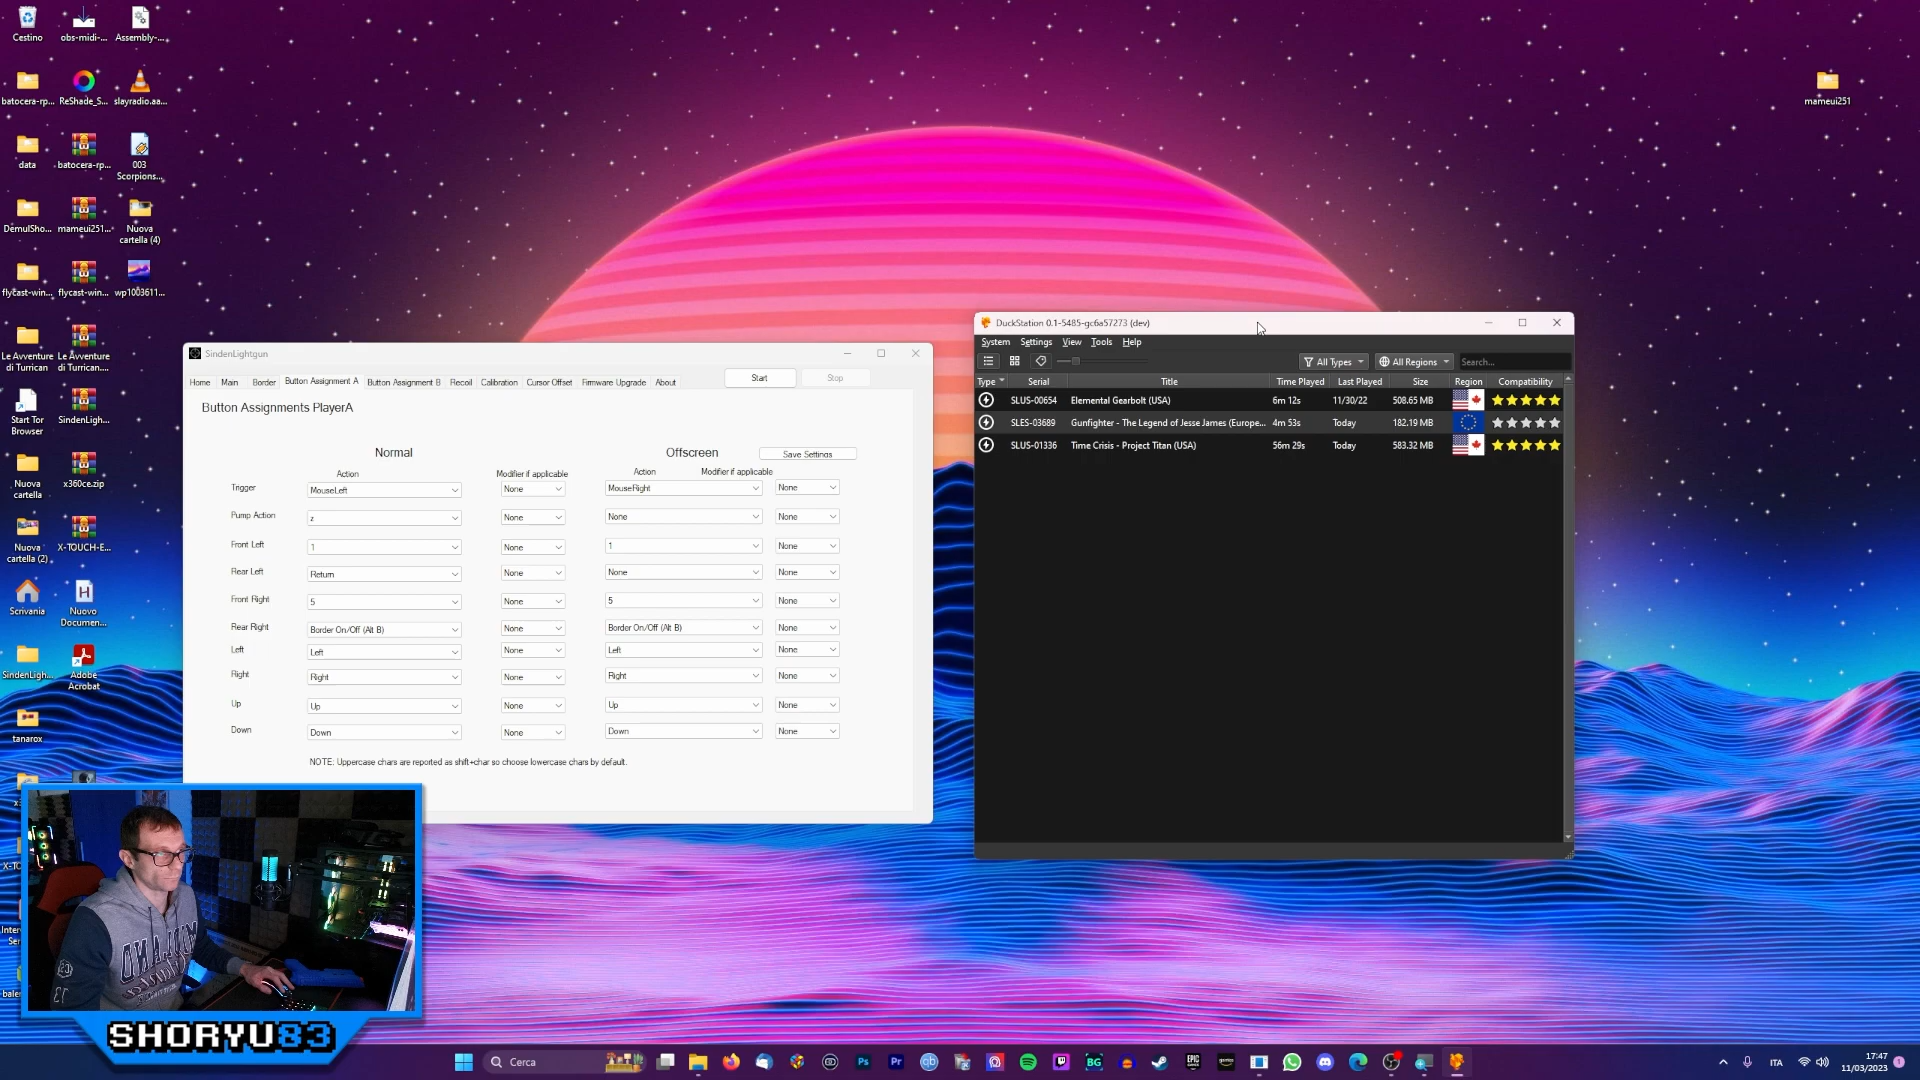 Cestino
obs-midi-...
Assembly-...
batocera-rp...
ReShade_S...
slayradio.aa...
mameui251
data
batocera-rp...
003
Scorpions...
DemulSho...
mameui251...
Nuova
cartella (4)
flycast-win...
flycast-win...
wp1003611...
Le Avventure
di Turrican
Le Avventure
di Turrican...
Start Tor
Browser
SindenLigh...
Nuova
cartella
x360ce.zip
Nuova
cartella (2)
X-TOUCH-E...
Scrivania
Nuovo
Documen...
SindenLigh...
Adobe
Acrobat
tanarox
SindenLightgun
Home Main Border Button Assignment A Button Assignment B Recoil Calibration Cursor Offset Firmware Upgrade About
Start Stop
Button Assignments PlayerA
Normal Offscreen Save Settings
Action Modifier if applicable Action Modifier if applicable
Trigger MouseLeft None MouseRight None
Pump Action z None None None
Front Left 1 None 1 None
Rear Left Return None None None
Front Right 5 None 5 None
Rear Right Border On/Off (Alt B) None Border On/Off (Alt B) None
Left Left None Left None
Right Right None Right None
Up Up None Up None
Down Down None Down None
NOTE: Uppercase chars are reported as shift+char so choose lowercase chars by default.
DuckStation 0.1-5485-gc6a57273 (dev)
System Settings View Tools Help
All Types All Regions Search...
Type Serial Title Time Played Last Played Size Region Compatibility
SLUS-00654 Elemental Gearbolt (USA) 6m 12s 11/30/22 508.65 MB
SLES-03689 Gunfighter - The Legend of Jesse James (Europe... 4m 53s Today 182.19 MB
SLUS-01336 Time Crisis - Project Titan (USA) 56m 29s Today 583.32 MB
SHORYU83
Cerca
Ps
Pr
BG
EPIC
GAMES
ITA
17:47
11/03/2023
1